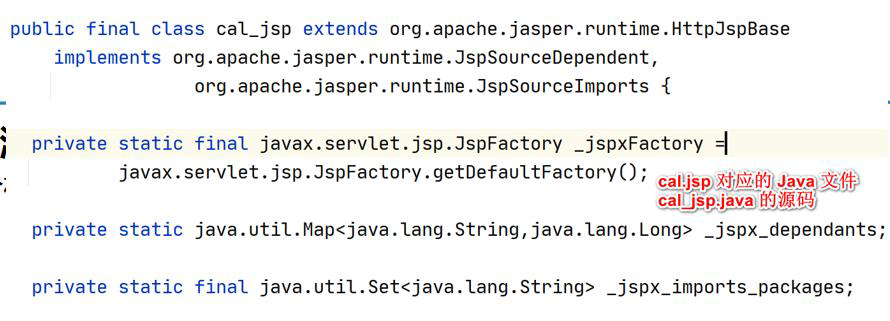 public final class cal_jsp extends org.apache.jasper.runtime.HttpJspBase
implements org.apache.jasper.runtime.JspSourceDependent,
org.apache.jasper.runtime.JspSourceImports {
private static final javax.servlet.jsp.JspFactory _jspxFactory =
javax.servlet.jsp.JspFactory.getDefaultFactory();
cal.jsp 对应的 Java 文件
cal_jsp.java 的源码
private static java.util.Map<java.lang.String,java.lang.Long> _jspx_dependants;
private static final java.util.Set<java.lang.String> _jspx_imports_packages;